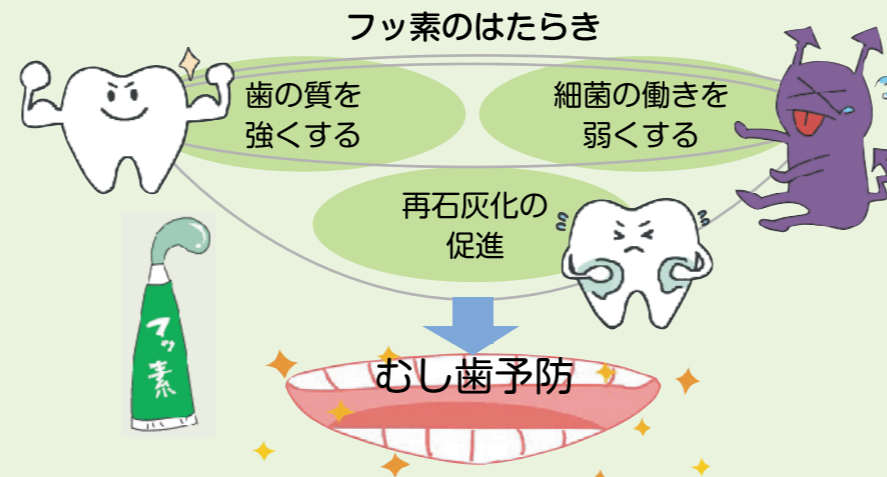 フッ素のはたらき
歯の質を
強くする
細菌の働きを
弱くする
再石灰化の
促進
フッ素
むし歯予防